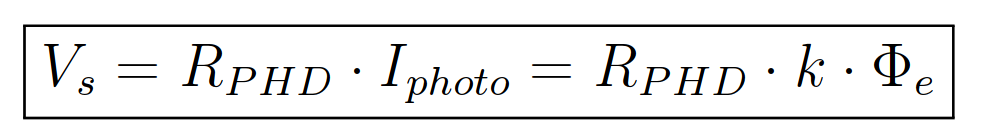 V_s = R_{PHD} · I_{photo} = R_{PHD} · k · Φ_e